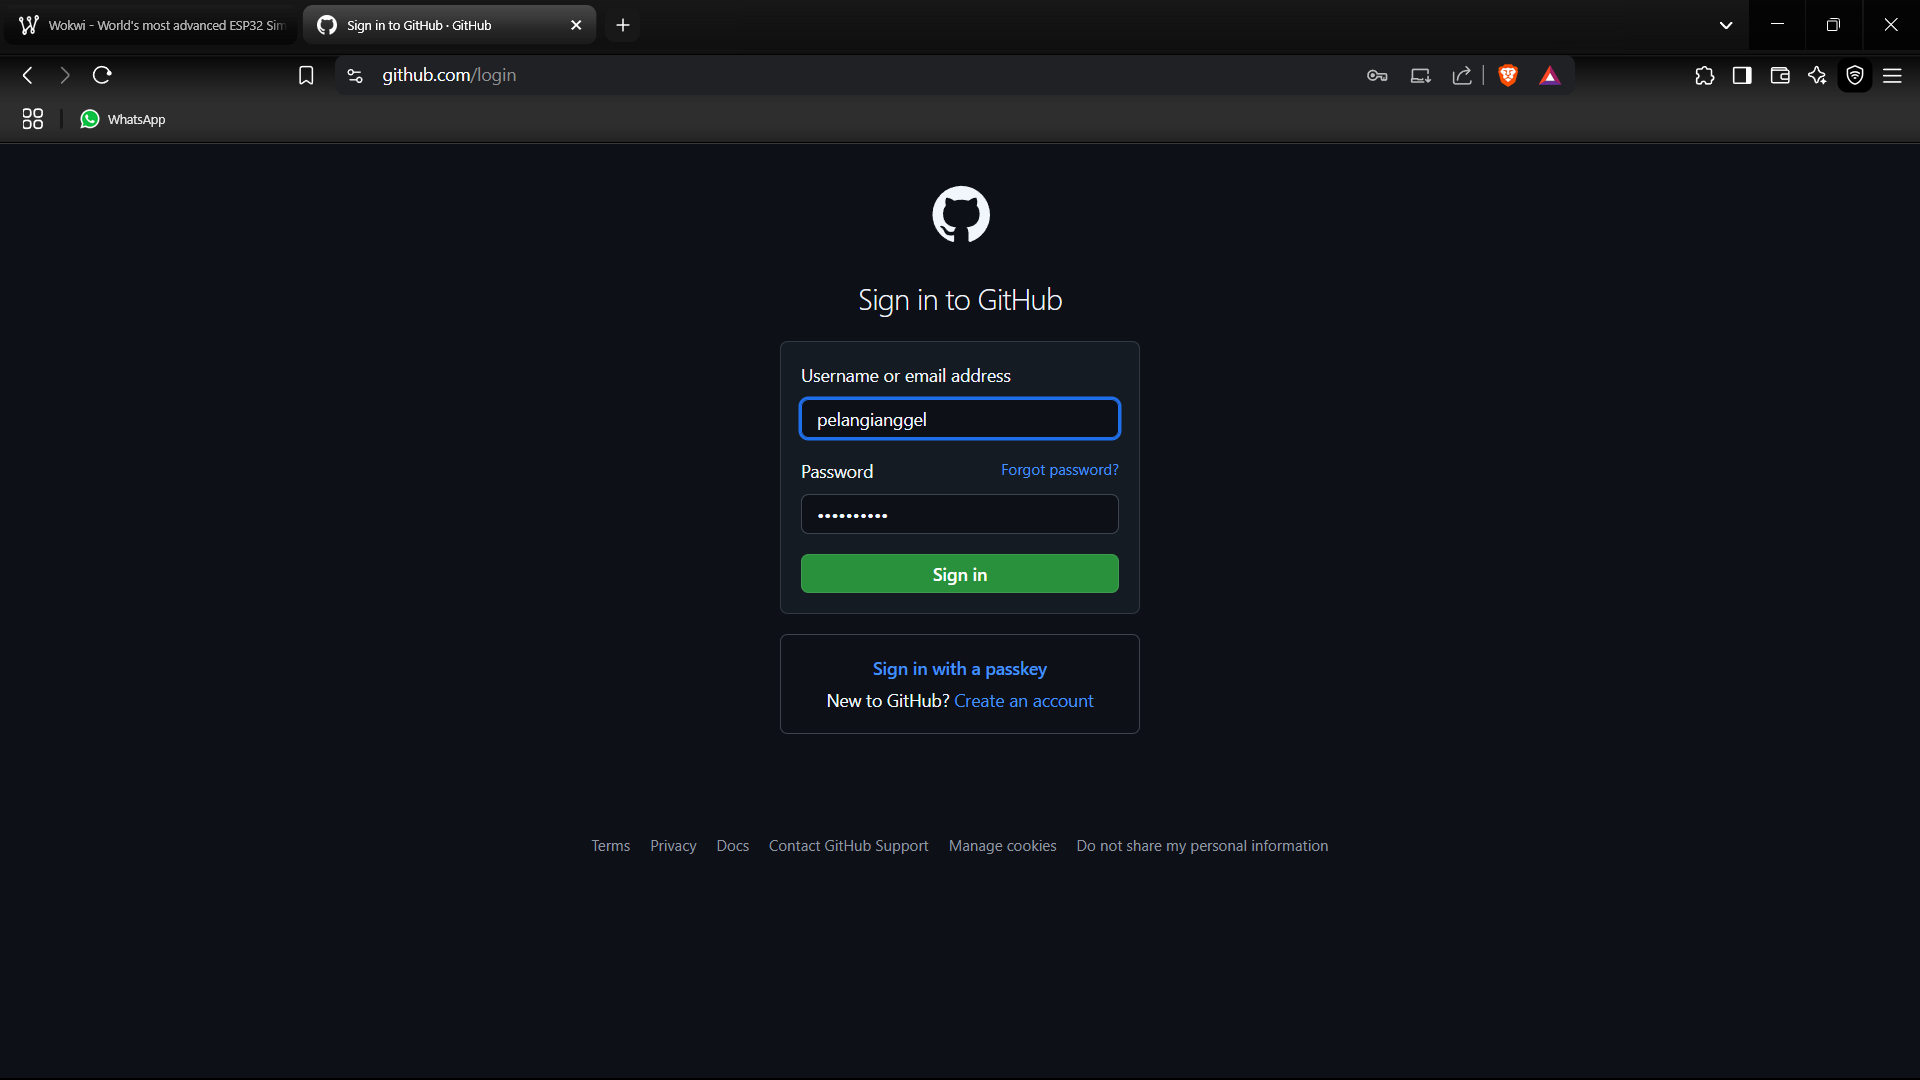 Wokwi - World's most advanced ESP32 Sim
Sign in to GitHub · GitHub
github.com/login
WhatsApp
Sign in to GitHub
Username or email address
pelangianggel
Password
Forgot password?
••••••••••
Sign in
Sign in with a passkey
New to GitHub? Create an account
Terms Privacy Docs Contact GitHub Support Manage cookies Do not share my personal information